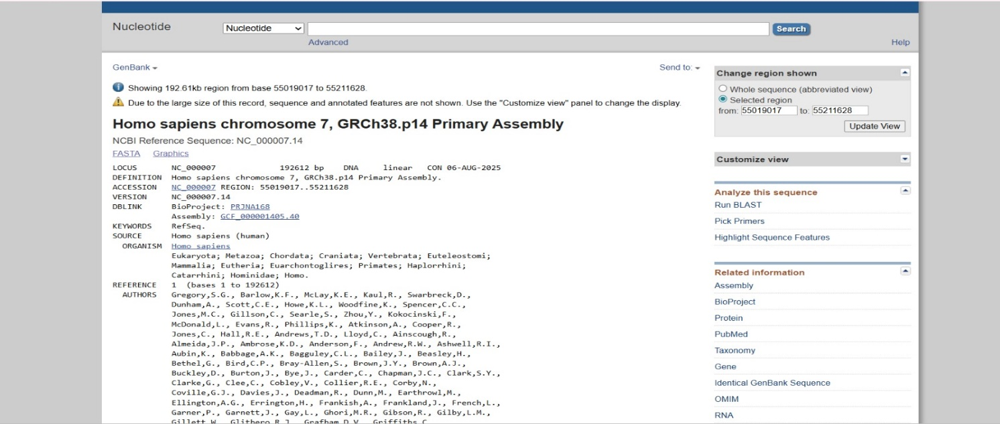 Nucleotide
Nucleotide
Search
Advanced
Help
GenBank
Send to:
Showing 192.61kb region from base 55019017 to 55211628.
Due to the large size of this record, sequence and annotated features are not shown. Use the "Customize view" panel to change the display.
Homo sapiens chromosome 7, GRCh38.p14 Primary Assembly
NCBI Reference Sequence: NC_000007.14
FASTA Graphics
LOCUS NC_000007 192612 bp DNA linear CON 06-AUG-2025
DEFINITION Homo sapiens chromosome 7, GRCh38.p14 Primary Assembly.
ACCESSION NC_000007 REGION: 55019017..55211628
VERSION NC_000007.14
DBLINK BioProject: PRJNA168
Assembly: GCF_000001405.40
KEYWORDS RefSeq.
SOURCE Homo sapiens (human)
ORGANISM Homo sapiens
Eukaryota; Metazoa; Chordata; Craniata; Vertebrata; Euteleostomi;
Mammalia; Eutheria; Euarchontoglires; Primates; Haplorrhini;
Catarrhini; Hominidae; Homo.
REFERENCE 1 (bases 1 to 192612)
AUTHORS Gregory,S.G., Barlow,K.F., McLay,K.E., Kaul,R., Swarbreck,D.,
Dunham,A., Scott,C.E., Howe,K.L., Woodfine,K., Spencer,C.C.,
Jones,M.C., Gillson,C., Searle,S., Zhou,Y., Kokocinski,F.,
McDonald,L., Evans,R., Phillips,K., Atkinson,A., Cooper,R.,
Jones,C., Hall,R.E., Andrews,T.D., Lloyd,C., Ainscough,R.,
Almeida,J.P., Ambrose,K.D., Anderson,F., Andrew,R.W., Ashwell,R.I.,
Aubin,K., Babbage,A.K., Bagguley,C.L., Bailey,J., Beasley,H.,
Bethel,G., Bird,C.P., Bray-Allen,S., Brown,J.Y., Brown,A.J.,
Buckley,D., Burton,J., Bye,J., Carder,C., Chapman,J.C., Clark,S.Y.,
Clarke,G., Clee,C., Cobley,V., Collier,R.E., Corby,N.,
Coville,G.J., Davies,J., Deadman,R., Dunn,M., Earthrowl,M.,
Ellington,A.G., Errington,H., Frankish,A., Frankland,J., French,L.,
Garner,P., Garnett,J., Gay,L., Ghori,M.R., Gibson,R., Gilby,L.M.,
Gillett,W., Glithero,R.J., Grafham,D.V., Griffiths,C.
Change region shown
Whole sequence (abbreviated view)
Selected region
from: 55019017 to: 55211628
Update View
Customize view
Analyze this sequence
Run BLAST
Pick Primers
Highlight Sequence Features
Related information
Assembly
BioProject
Protein
PubMed
Taxonomy
Gene
Identical GenBank Sequence
OMIM
RNA